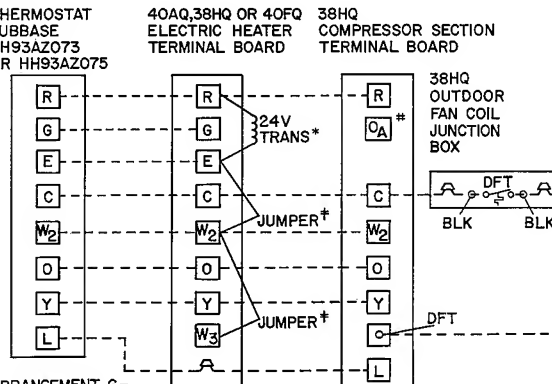 HERMOSTAT
UBBASE
H93AZ073
R HH93AZ075
40AQ,38HQ OR 40FQ
ELECTRIC HEATER
TERMINAL BOARD
38HQ
COMPRESSOR SECTION
TERMINAL BOARD
38HQ
OUTDOOR
FAN COIL
JUNCTION
BOX
R R R
24V
TRANS*
G G OA #
E E
C C C
DFT
BLK BLK
JUMPER‡
W2 W2 W2
O O O
Y Y Y
JUMPER‡
DFT
L W3
L
RRANGEMENT C